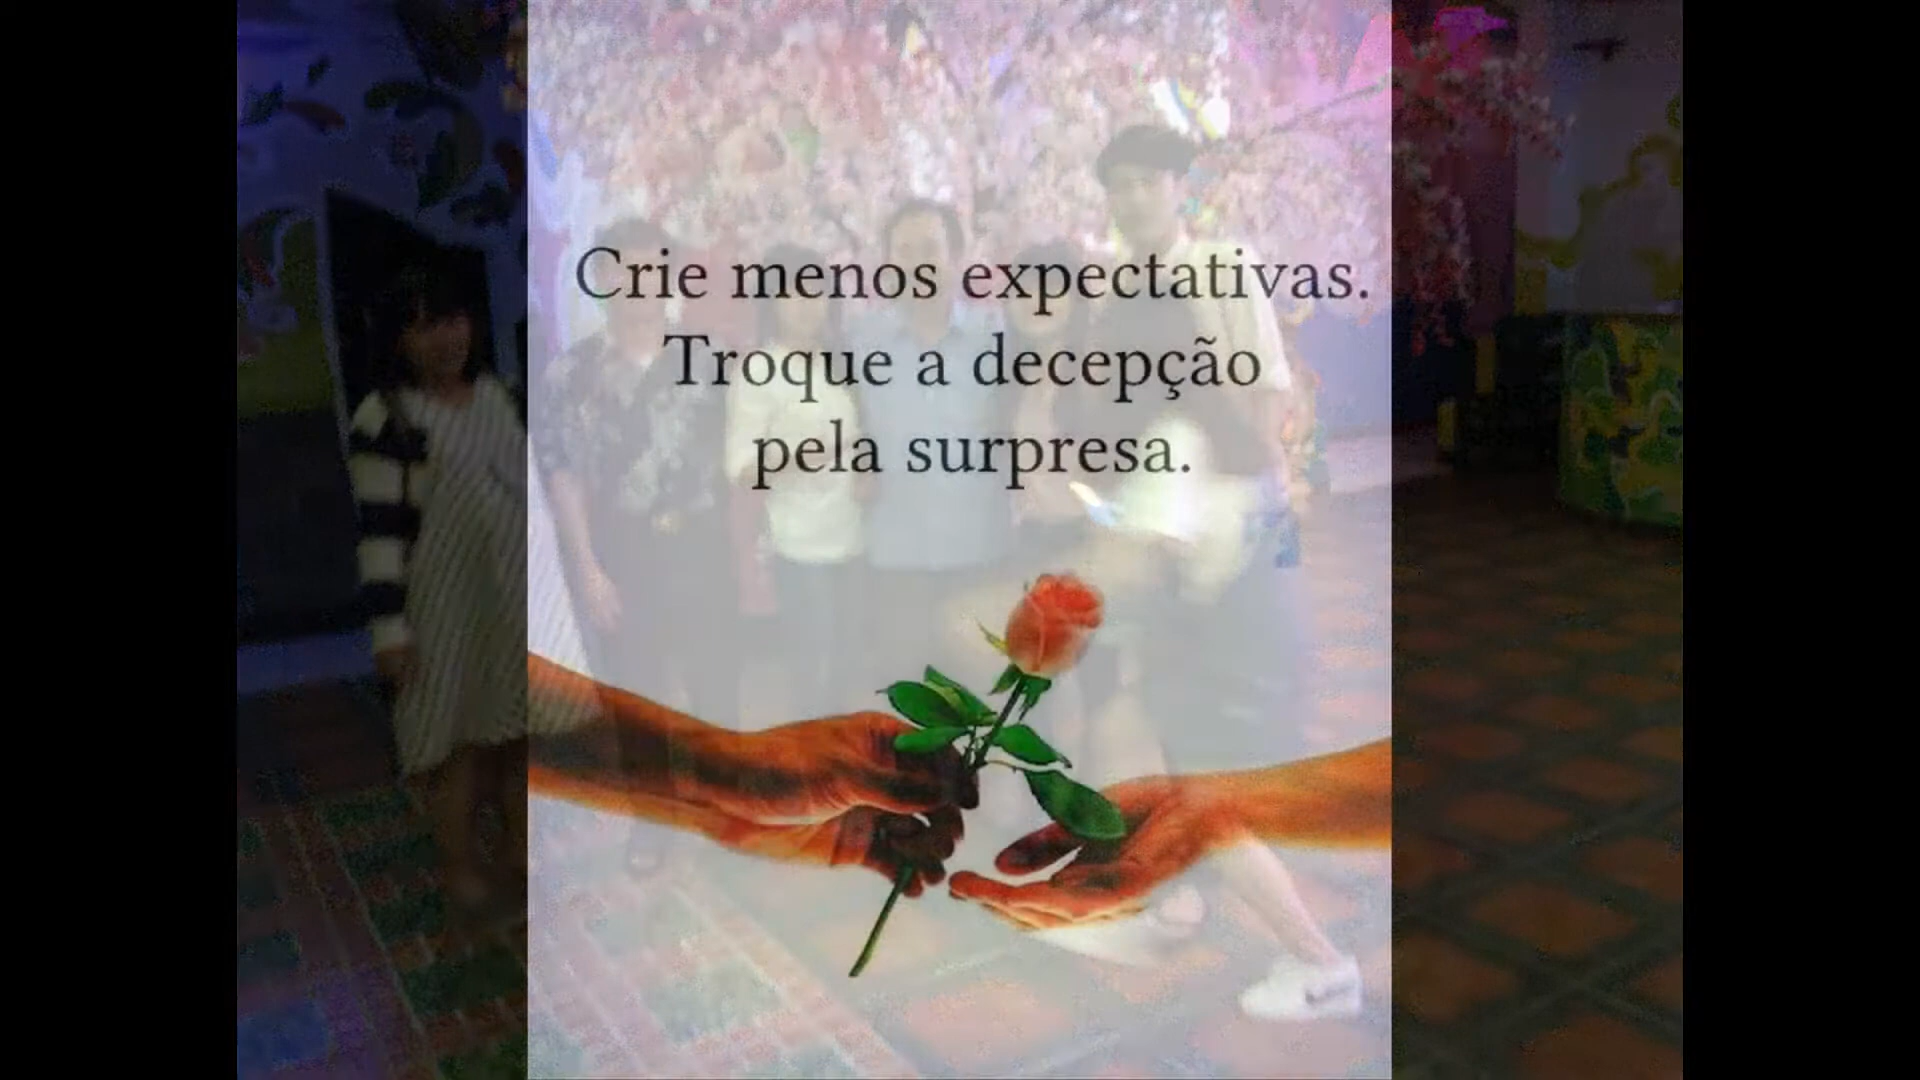 Crie menos expectativas.
Troque a decepção
pela surpresa.